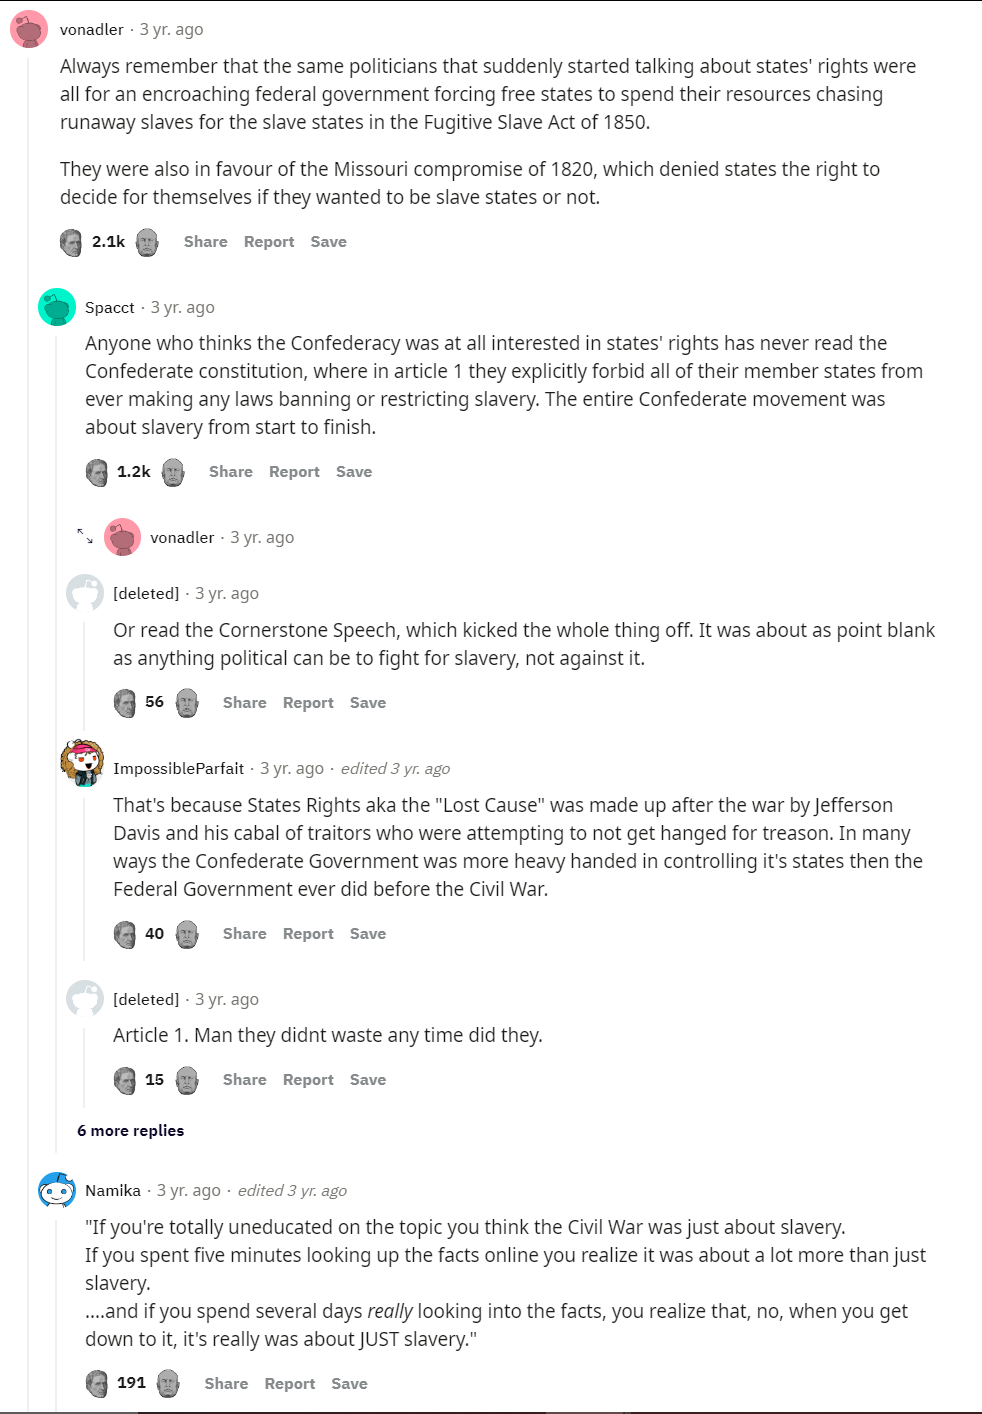 vonadler · 3 yr. ago
Always remember that the same politicians that suddenly started talking about states' rights were
all for an encroaching federal government forcing free states to spend their resources chasing
runaway slaves for the slave states in the Fugitive Slave Act of 1850.
They were also in favour of the Missouri compromise of 1820, which denied states the right to
decide for themselves if they wanted to be slave states or not.
2.1k Share Report Save
Spacct · 3 yr. ago
Anyone who thinks the Confederacy was at all interested in states' rights has never read the
Confederate constitution, where in article 1 they explicitly forbid all of their member states from
ever making any laws banning or restricting slavery. The entire Confederate movement was
about slavery from start to finish.
1.2k Share Report Save
vonadler · 3 yr. ago
[deleted] · 3 yr. ago
Or read the Cornerstone Speech, which kicked the whole thing off. It was about as point blank
as anything political can be to fight for slavery, not against it.
56 Share Report Save
ImpossibleParfait · 3 yr. ago · edited 3 yr. ago
That's because States Rights aka the "Lost Cause" was made up after the war by Jefferson
Davis and his cabal of traitors who were attempting to not get hanged for treason. In many
ways the Confederate Government was more heavy handed in controlling it's states then the
Federal Government ever did before the Civil War.
40 Share Report Save
[deleted] · 3 yr. ago
Article 1. Man they didnt waste any time did they.
15 Share Report Save
6 more replies
Namika · 3 yr. ago · edited 3 yr. ago
"If you're totally uneducated on the topic you think the Civil War was just about slavery.
If you spent five minutes looking up the facts online you realize it was about a lot more than just
slavery.
....and if you spend several days really looking into the facts, you realize that, no, when you get
down to it, it's really was about JUST slavery."
191 Share Report Save